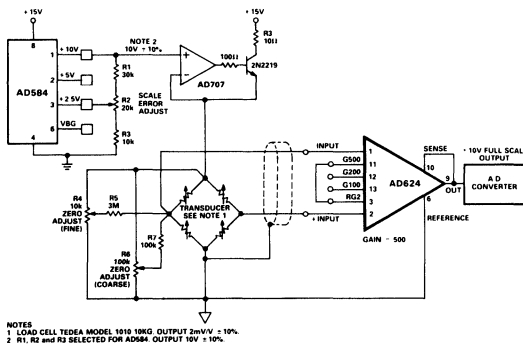 + 15V
8
AD584
1
+ 10V
2
+ 5V
3
+ 2 5V
6
VBG
4
R1
30k
R2
20k
R3
10k
SCALE
ERROR
ADJUST
NOTE 2
10V ± 10%
+
−
AD707
100Ω
+ 15V
R3
10Ω
2N2219
R4
10k
ZERO
ADJUST
(FINE)
R5
3M
R6
100k
ZERO
ADJUST
(COARSE)
R7
100k
TRANSDUCER
SEE NOTE 1
− INPUT
G500
G200
G100
RG2
+ INPUT
1
11
12
13
3
2
AD624
GAIN - 500
SENSE
10
9
OUT
6
REFERENCE
+ 10V FULL SCALE
OUTPUT
A D
CONVERTER
NOTES
1 LOAD CELL TEDEA MODEL 1010 10KG. OUTPUT 2mV/V ± 10%.
2 R1, R2 and R3 SELECTED FOR AD584. OUTPUT 10V ± 10%.